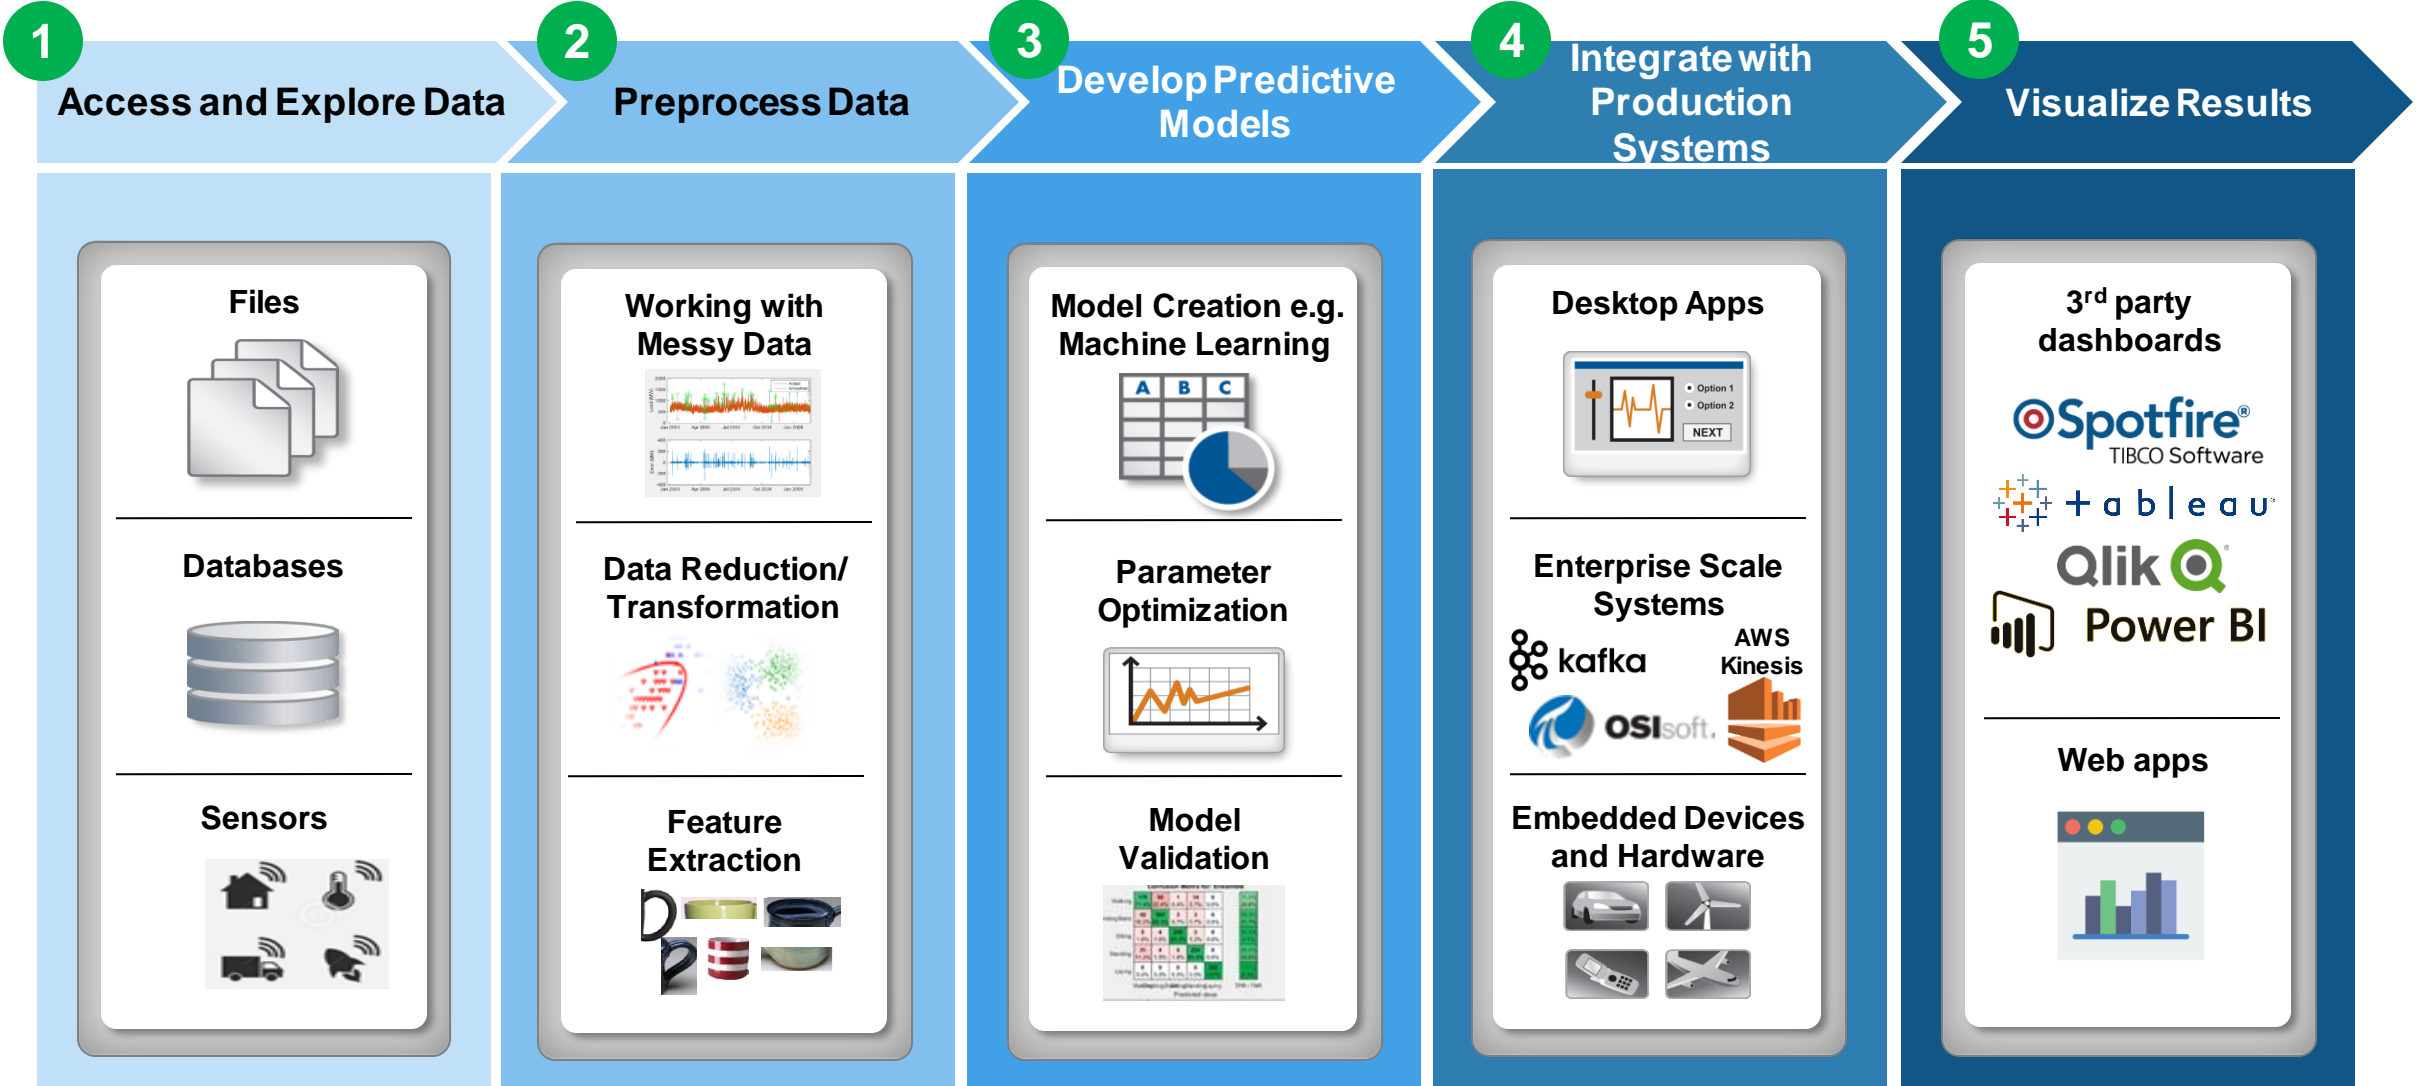 1
Access and Explore Data
2
Preprocess Data
3
Develop Predictive
Models
4
Integrate with
Production
Systems
5
Visualize Results
Files
Databases
Sensors
Working with
Messy Data
Data Reduction/
Transformation
Feature
Extraction
Model Creation e.g.
Machine Learning
A B C
Parameter
Optimization
Model
Validation
Desktop Apps
Option 1
Option 2
NEXT
Enterprise Scale
Systems
kafka
AWS
Kinesis
OSIsoft.
Embedded Devices
and Hardware
3rd party
dashboards
Spotfire®
TIBCO Software
+ a b l e a u
Qlik
Power BI
Web apps